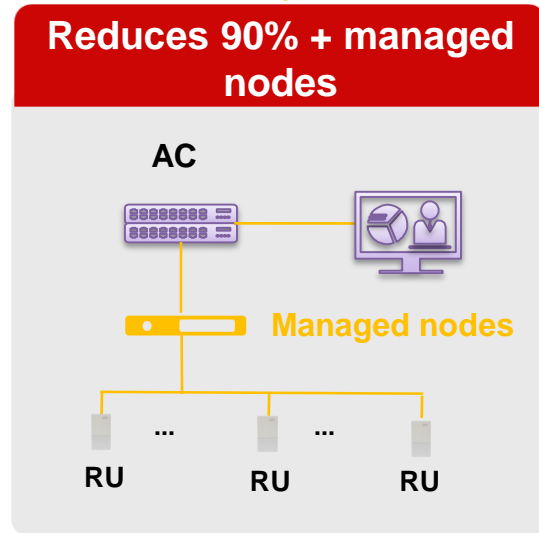 Reduces 90% + managed
nodes
AC
Managed nodes
... ...
RU RU RU